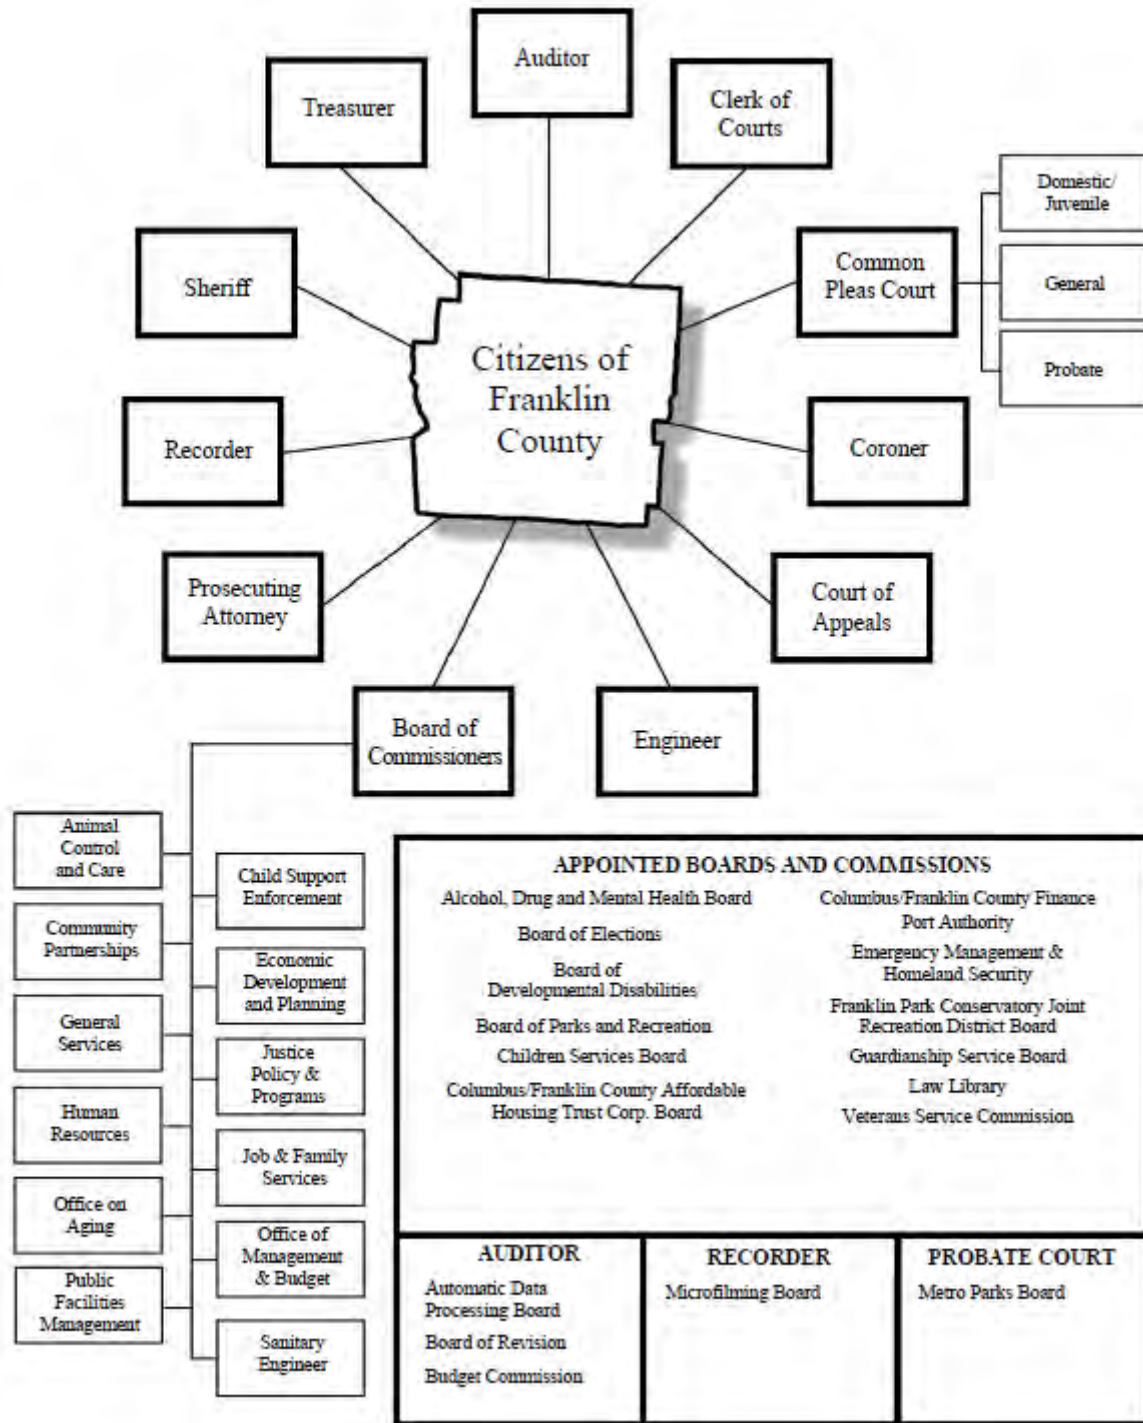 Auditor
Treasurer
Clerk of
Courts
Domestic/
Juvenile
Sheriff
Common
Pleas Court
General
Probate
Citizens of
Franklin
County
Recorder
Coroner
Prosecuting
Attorney
Court of
Appeals
Board of
Commissioners
Engineer
Animal
Control
and Care
Child Support
Enforcement
Community
Partnerships
Economic
Development
and Planning
General
Services
Justice
Policy &
Programs
Human
Resources
Job & Family
Services
Office on
Aging
Office of
Management
& Budget
Public
Facilities
Management
Sanitary
Engineer
APPOINTED BOARDS AND COMMISSIONS
Alcohol, Drug and Mental Health Board
Board of Elections
Board of
Developmental Disabilities
Board of Parks and Recreation
Children Services Board
Columbus/Franklin County Affordable
Housing Trust Corp. Board
Columbus/Franklin County Finance
Port Authority
Emergency Management &
Homeland Security
Franklin Park Conservatory Joint
Recreation District Board
Guardianship Service Board
Law Library
Veterans Service Commission
AUDITOR
Automatic Data
Processing Board
Board of Revision
Budget Commission
RECORDER
Microfilming Board
PROBATE COURT
Metro Parks Board